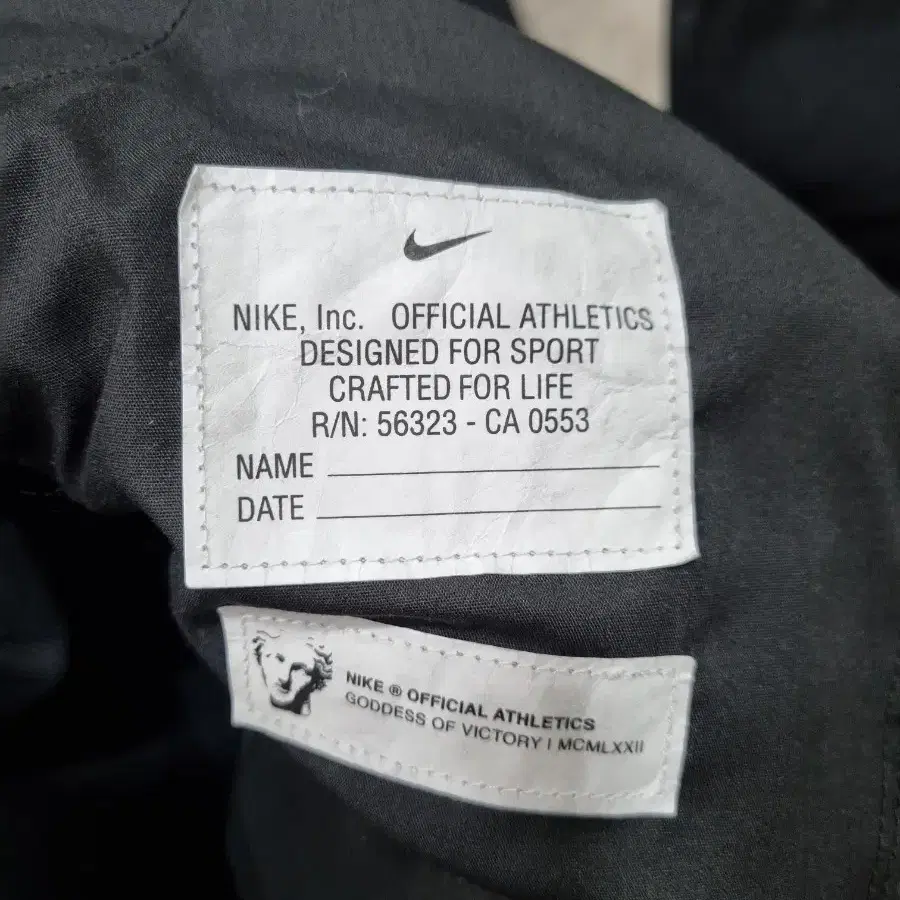 NIKE, Inc. OFFICIAL ATHLETICS
DESIGNED FOR SPORT
CRAFTED FOR LIFE
R/N: 56323 - CA 0553
NAME
DATE
NIKE ® OFFICIAL ATHLETICS
GODDESS OF VICTORY | MCMLXXII